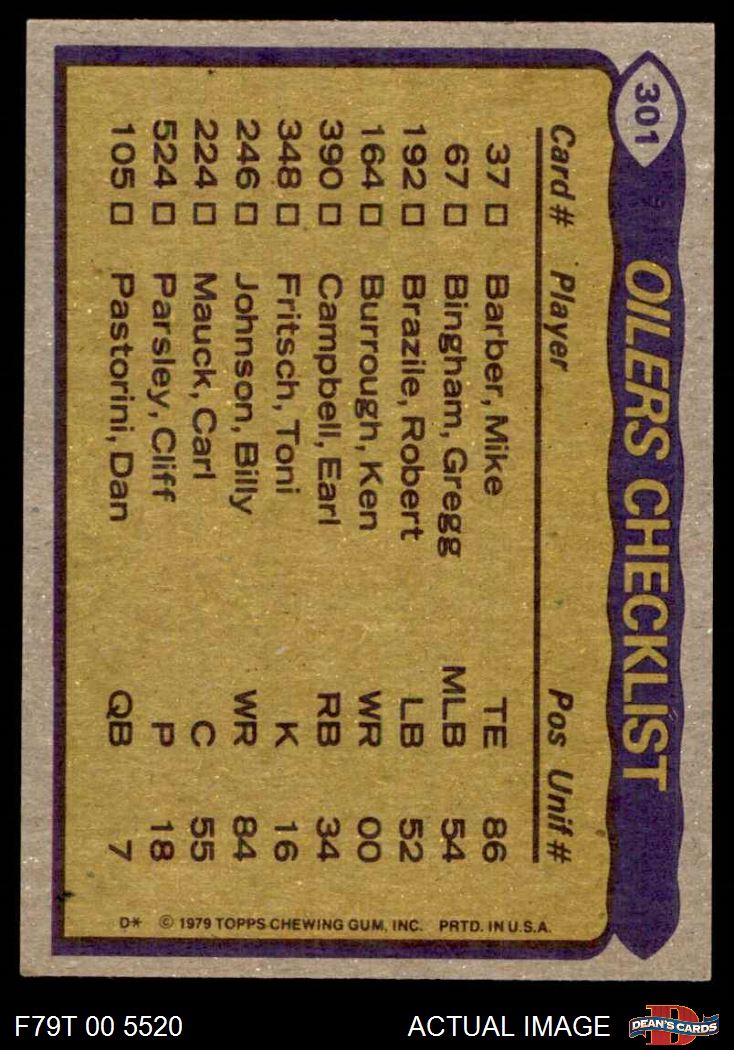 301
OILERS CHECKLIST
Card # Player Pos Unif #
37 □ Barber, Mike TE 86
67 □ Bingham, Gregg MLB 54
192 □ Brazile, Robert LB 52
164 □ Burrough, Ken WR 00
390 □ Campbell, Earl RB 34
348 □ Fritsch, Toni K 16
246 □ Johnson, Billy WR 84
224 □ Mauck, Carl C 55
524 □ Parsley, Cliff P 18
105 □ Pastorini, Dan QB 7
D* © 1979 TOPPS CHEWING GUM, INC. PRTD. IN U.S.A.
F79T 00 5520 ACTUAL IMAGE
D
DEAN'S CARDS